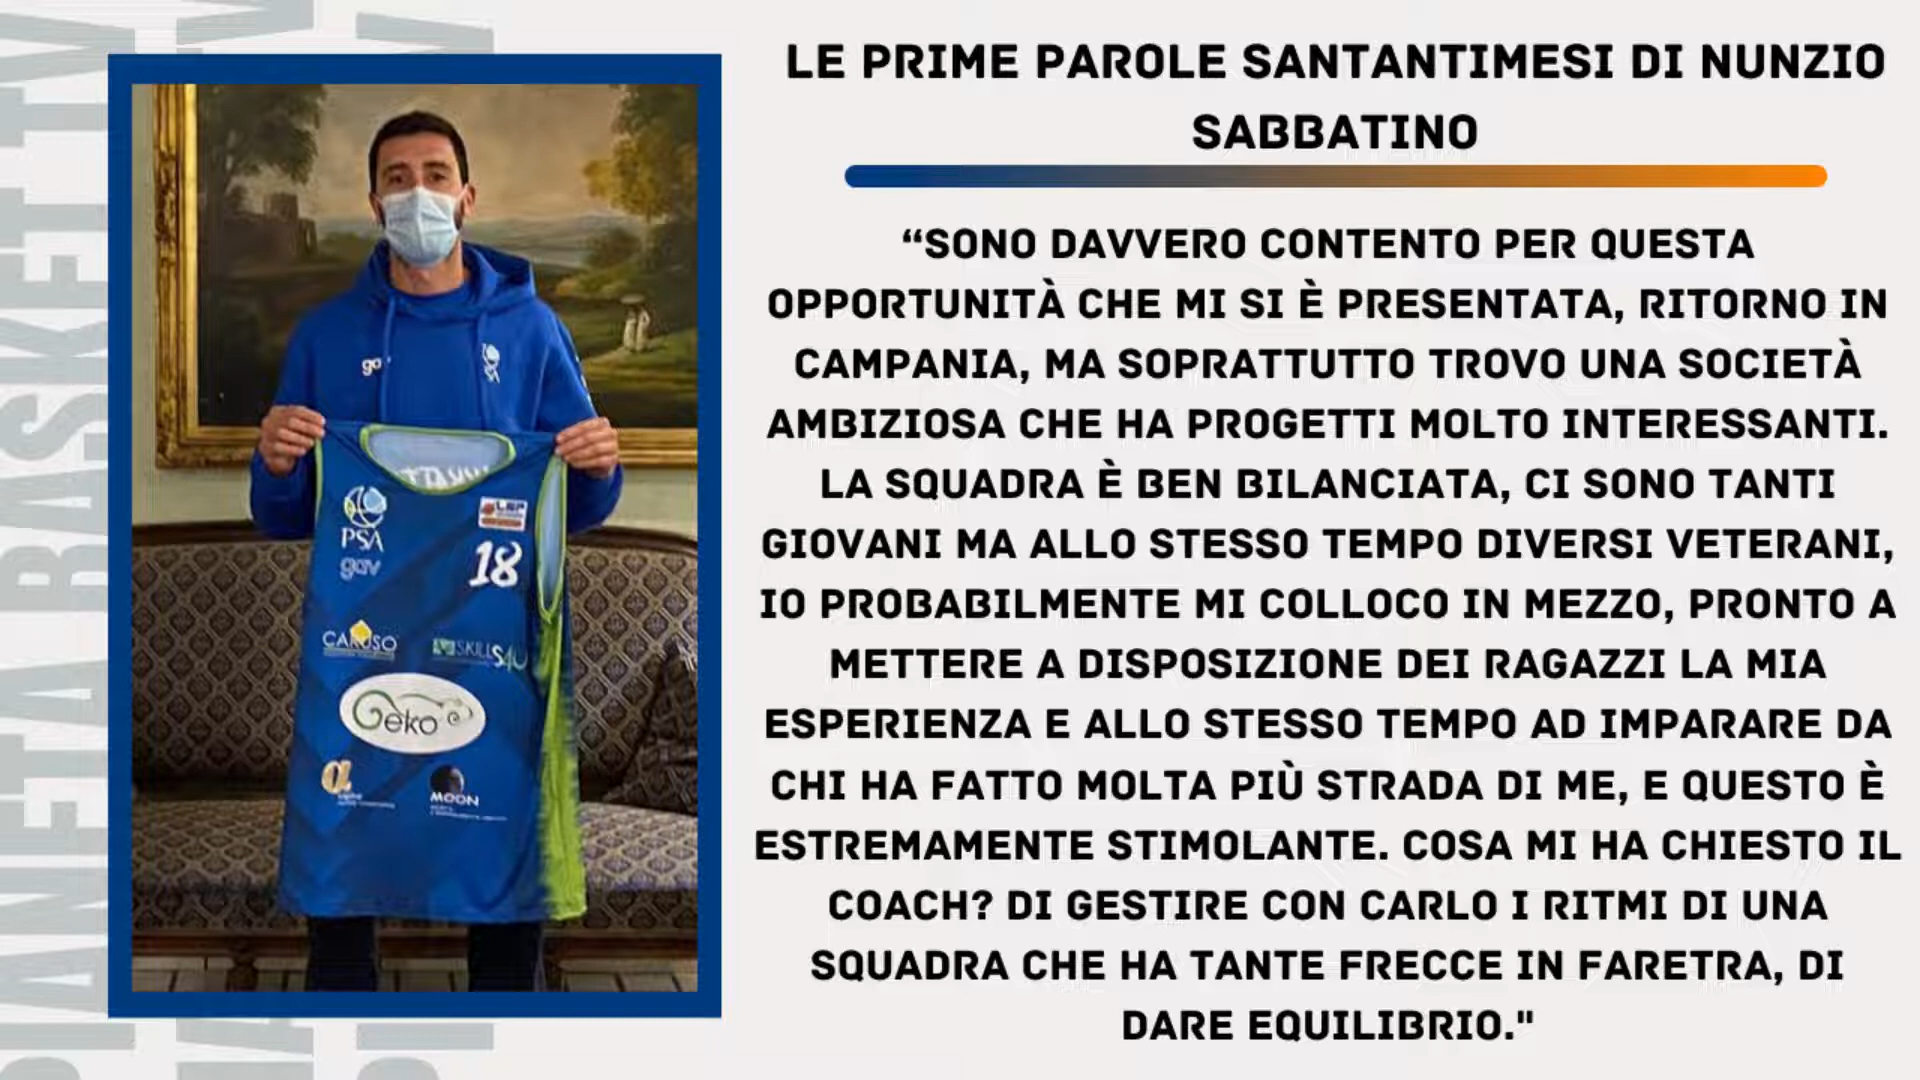 LE PRIME PAROLE SANTANTIMESI DI NUNZIO
SABBATINO
“SONO DAVVERO CONTENTO PER QUESTA
OPPORTUNITÀ CHE MI SI È PRESENTATA, RITORNO IN
CAMPANIA, MA SOPRATTUTTO TROVO UNA SOCIETÀ
AMBIZIOSA CHE HA PROGETTI MOLTO INTERESSANTI.
LA SQUADRA È BEN BILANCIATA, CI SONO TANTI
GIOVANI MA ALLO STESSO TEMPO DIVERSI VETERANI,
IO PROBABILMENTE MI COLLOCO IN MEZZO, PRONTO A
METTERE A DISPOSIZIONE DEI RAGAZZI LA MIA
ESPERIENZA E ALLO STESSO TEMPO AD IMPARARE DA
CHI HA FATTO MOLTA PIÙ STRADA DI ME, E QUESTO È
ESTREMAMENTE STIMOLANTE. COSA MI HA CHIESTO IL
COACH? DI GESTIRE CON CARLO I RITMI DI UNA
SQUADRA CHE HA TANTE FRECCE IN FARETRA, DI
DARE EQUILIBRIO."
PIANETA BASKET TV
PSA
gav
18
CARUSO
SKILLS4U
Geko
MOON